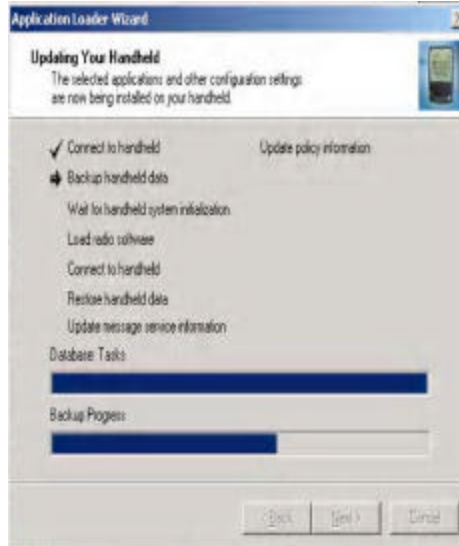 Application Loader Wizard
Updating Your Handheld
The selected applications and other configuration settings
are now being installed on your handheld.
Connect to handheld
Update policy information
Backup handheld data
Wait for handheld system initialization
Load radio software
Connect to handheld
Restore handheld data
Update message service information
Database Tasks
Backup Progress
< Back
Next >
Cancel